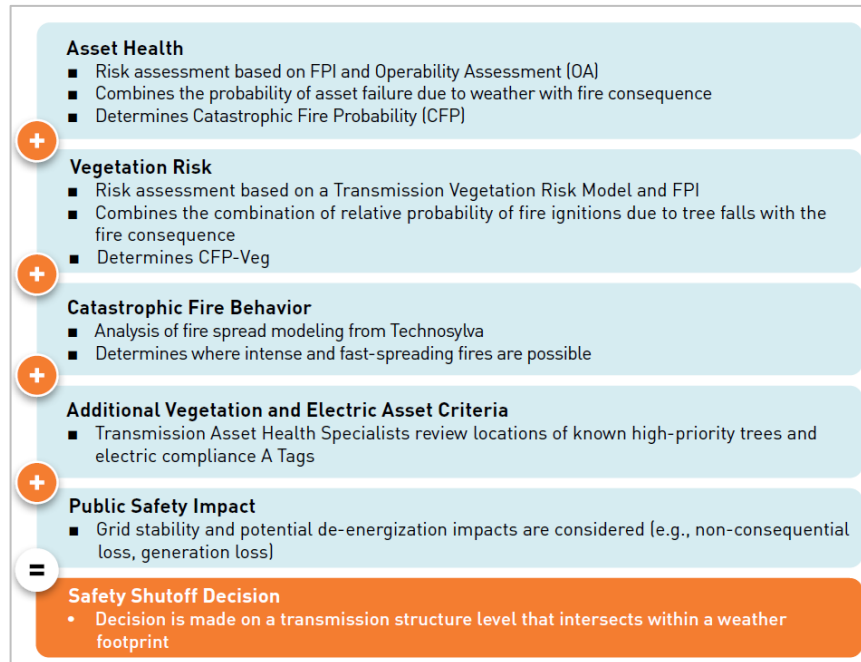 Asset Health
■ Risk assessment based on FPI and Operability Assessment (OA)
■ Combines the probability of asset failure due to weather with fire consequence
■ Determines Catastrophic Fire Probability (CFP)
+
Vegetation Risk
■ Risk assessment based on a Transmission Vegetation Risk Model and FPI
■ Combines the combination of relative probability of fire ignitions due to tree falls with the
fire consequence
■ Determines CFP-Veg
+
Catastrophic Fire Behavior
■ Analysis of fire spread modeling from Technosylva
■ Determines where intense and fast-spreading fires are possible
+
Additional Vegetation and Electric Asset Criteria
■ Transmission Asset Health Specialists review locations of known high-priority trees and
electric compliance A Tags
+
Public Safety Impact
■ Grid stability and potential de-energization impacts are considered (e.g., non-consequential
loss, generation loss)
=
Safety Shutoff Decision
• Decision is made on a transmission structure level that intersects within a weather
footprint